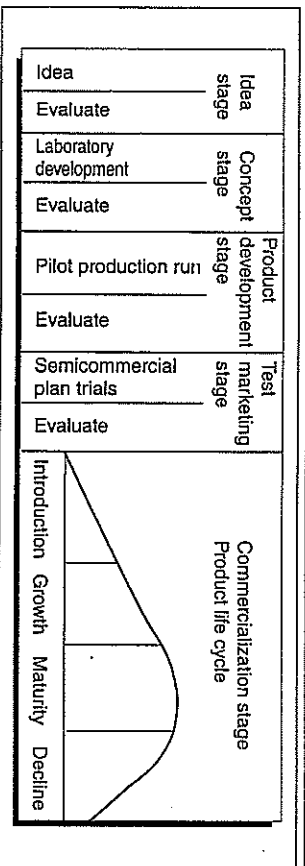 Idea
stage
Idea
Evaluate
Concept
stage
Laboratory
development
Evaluate
Product
development
stage
Pilot production run
Evaluate
Test
marketing
stage
Semicommercial
plan trials
Evaluate
Commercialization stage
Product life cycle
Introduction Growth Maturity Decline